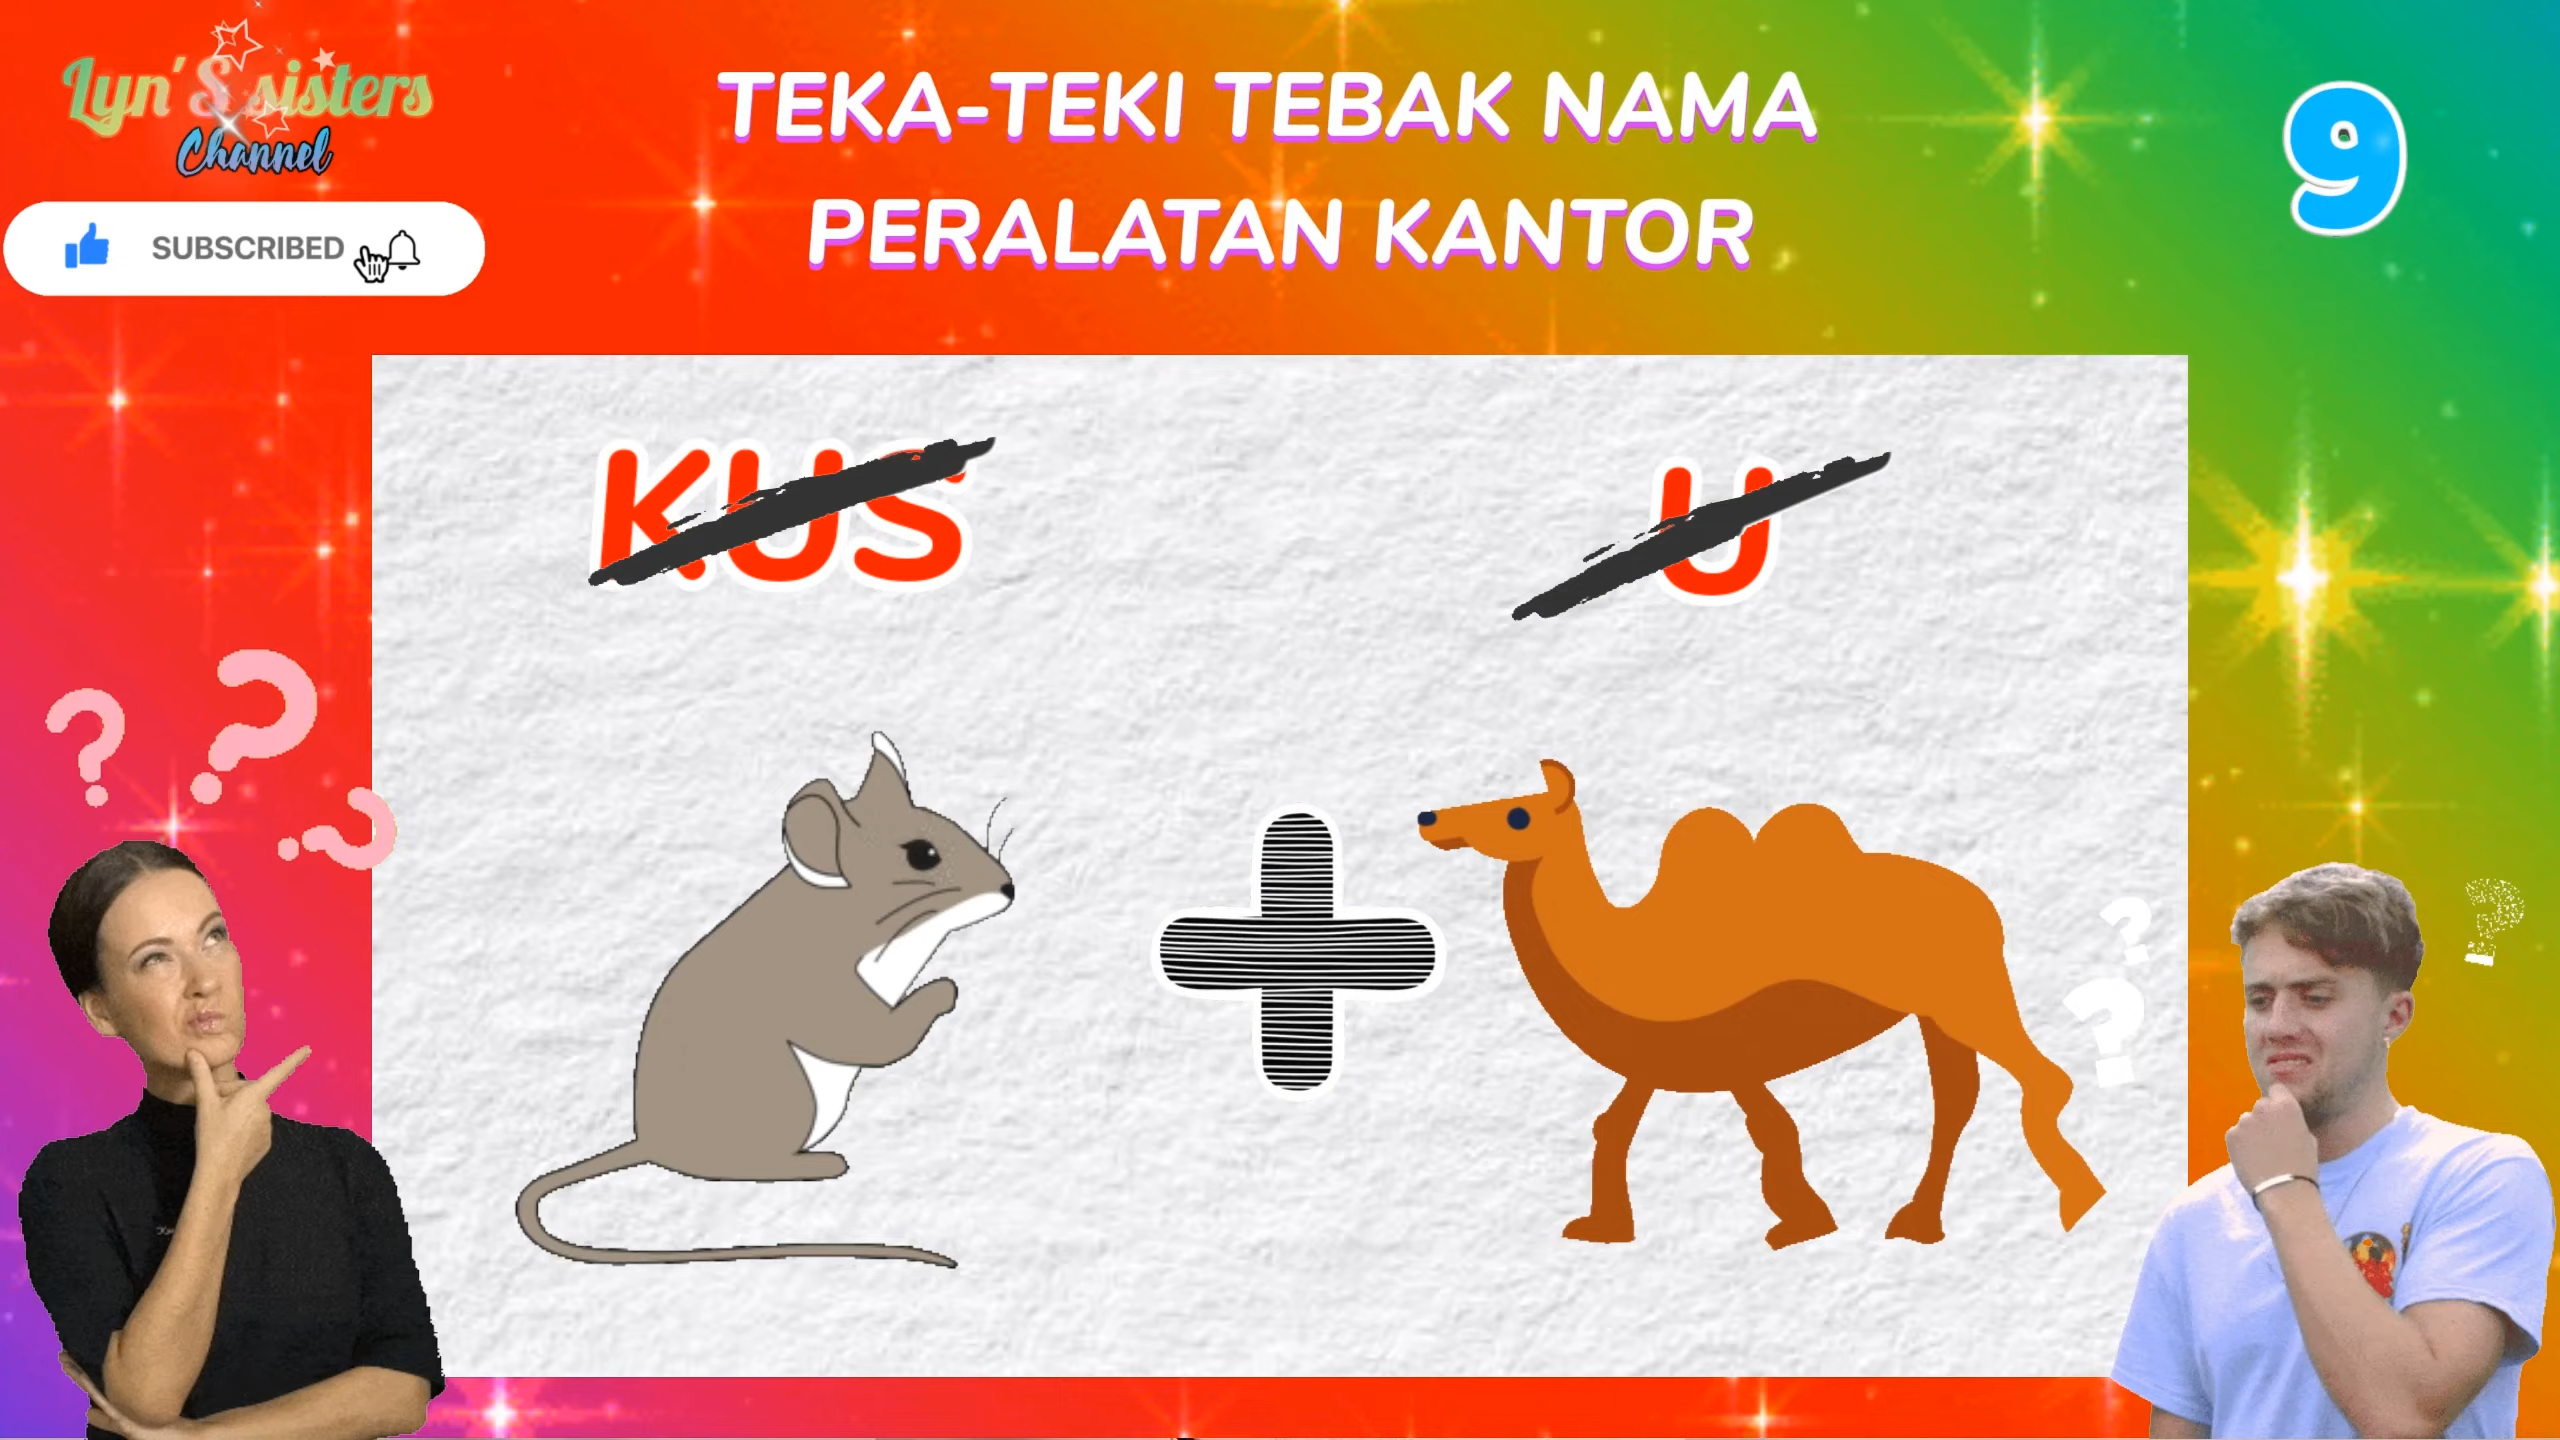 Lyn'S sisters
Channel
SUBSCRIBED
TEKA-TEKI TEBAK NAMA
PERALATAN KANTOR
9
KUS
U